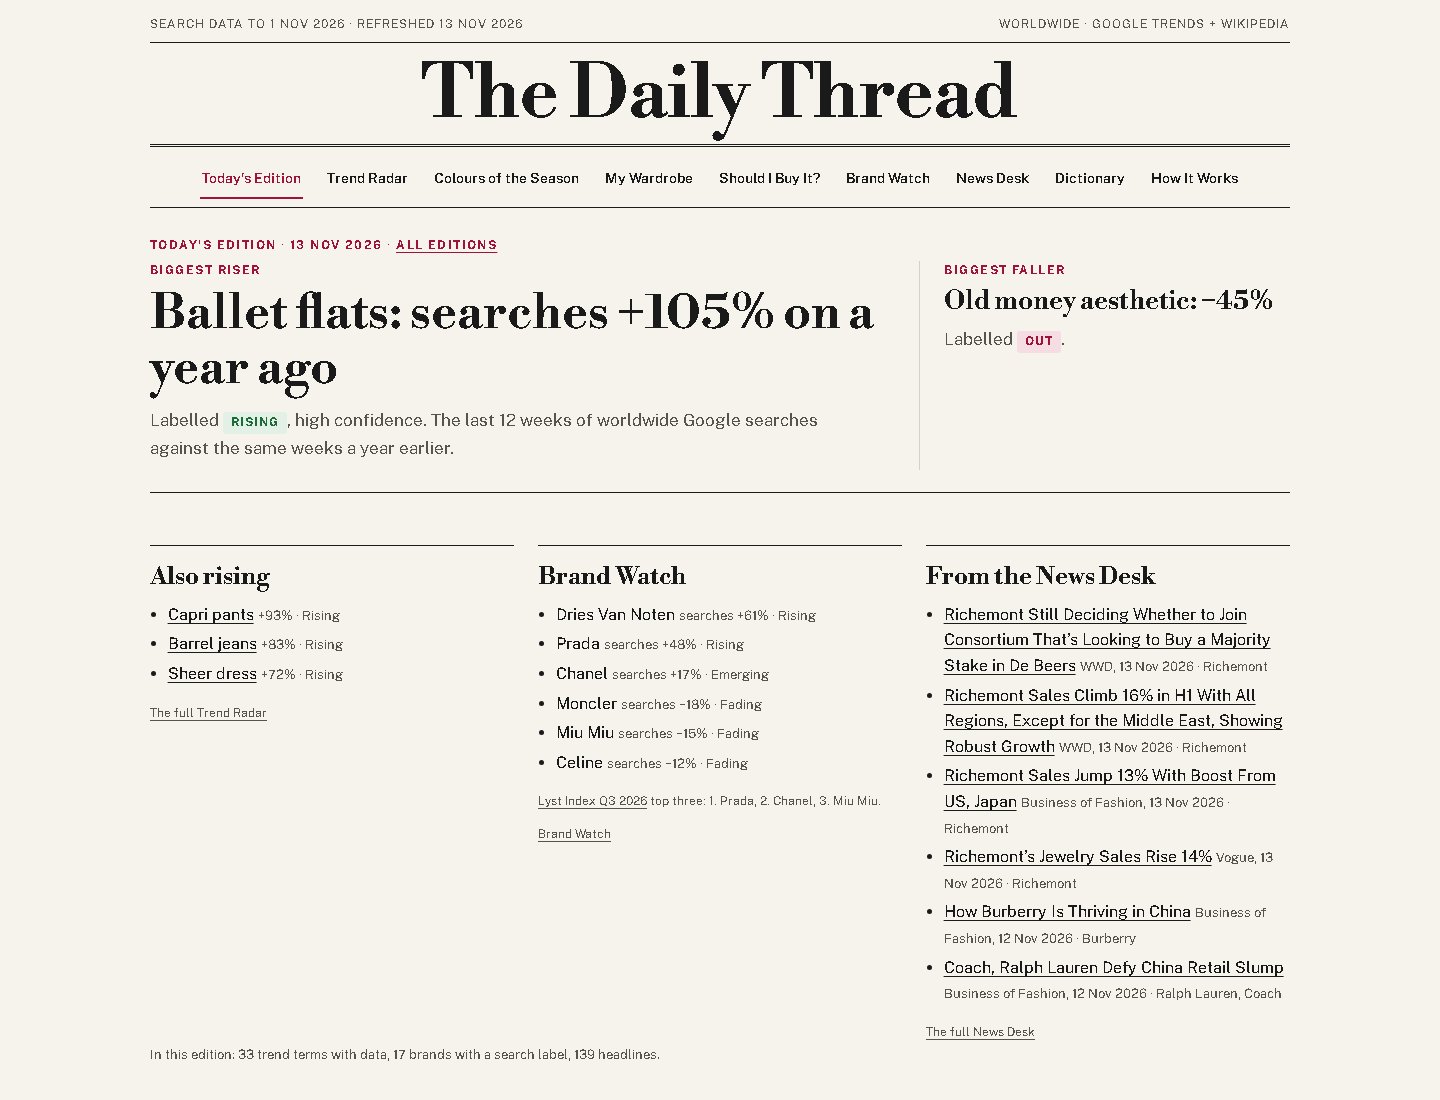 SEARCH DATA TO 1 NOV 2026 · REFRESHED 13 NOV 2026
WORLDWIDE · GOOGLE TRENDS + WIKIPEDIA
The Daily Thread
Today's Edition Trend Radar Colours of the Season My Wardrobe Should I Buy It? Brand Watch News Desk Dictionary How It Works
TODAY'S EDITION · 13 NOV 2026 · ALL EDITIONS
BIGGEST RISER
Ballet flats: searches +105% on a
year ago
Labelled RISING, high confidence. The last 12 weeks of worldwide Google searches
against the same weeks a year earlier.
BIGGEST FALLER
Old money aesthetic: −45%
Labelled OUT.
Also rising
• Capri pants +93% · Rising
• Barrel jeans +83% · Rising
• Sheer dress +72% · Rising
The full Trend Radar
Brand Watch
• Dries Van Noten searches +61% · Rising
• Prada searches +48% · Rising
• Chanel searches +17% · Emerging
• Moncler searches −18% · Fading
• Miu Miu searches −15% · Fading
• Celine searches −12% · Fading
Lyst Index Q3 2026 top three: 1. Prada, 2. Chanel, 3. Miu Miu.
Brand Watch
From the News Desk
• Richemont Still Deciding Whether to Join
Consortium That’s Looking to Buy a Majority
Stake in De Beers WWD, 13 Nov 2026 · Richemont
• Richemont Sales Climb 16% in H1 With All
Regions, Except for the Middle East, Showing
Robust Growth WWD, 13 Nov 2026 · Richemont
• Richemont Sales Jump 13% With Boost From
US, Japan Business of Fashion, 13 Nov 2026 ·
Richemont
• Richemont’s Jewelry Sales Rise 14% Vogue, 13
Nov 2026 · Richemont
• How Burberry Is Thriving in China Business of
Fashion, 12 Nov 2026 · Burberry
• Coach, Ralph Lauren Defy China Retail Slump
Business of Fashion, 12 Nov 2026 · Ralph Lauren, Coach
The full News Desk
In this edition: 33 trend terms with data, 17 brands with a search label, 139 headlines.